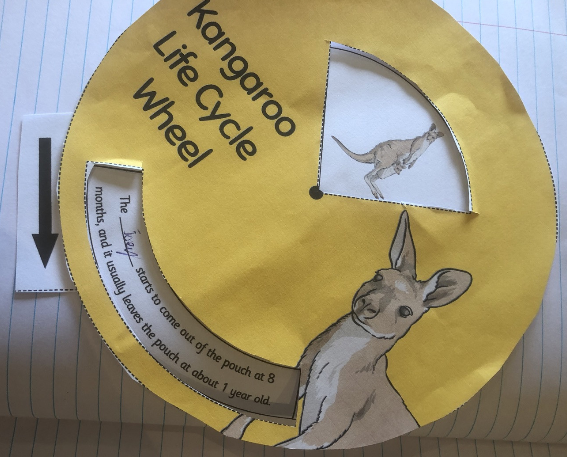 Kangaroo
Life Cycle
Wheel
The joey starts to come out of the pouch at 8
months, and it usually leaves the pouch at about 1 year old.